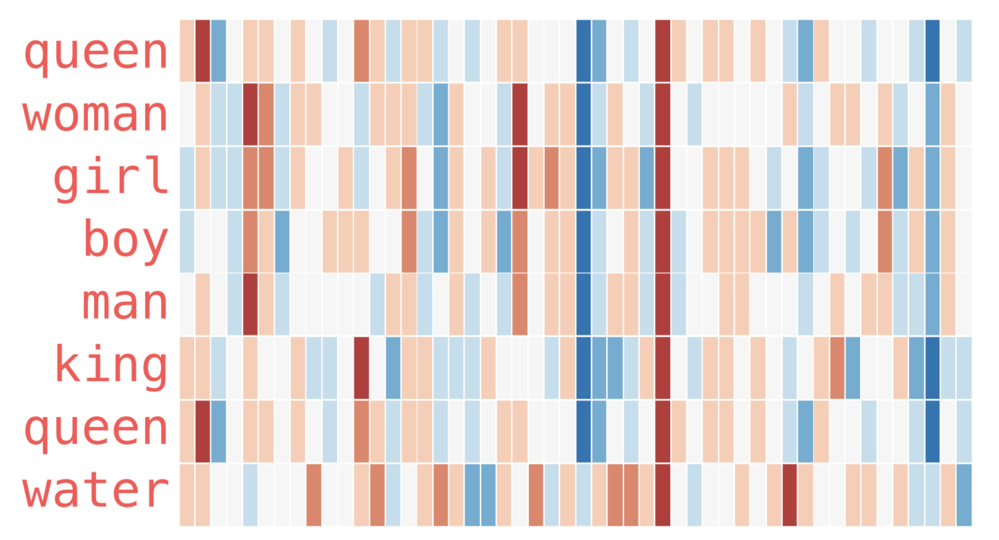 queen
woman
girl
boy
man
king
queen
water